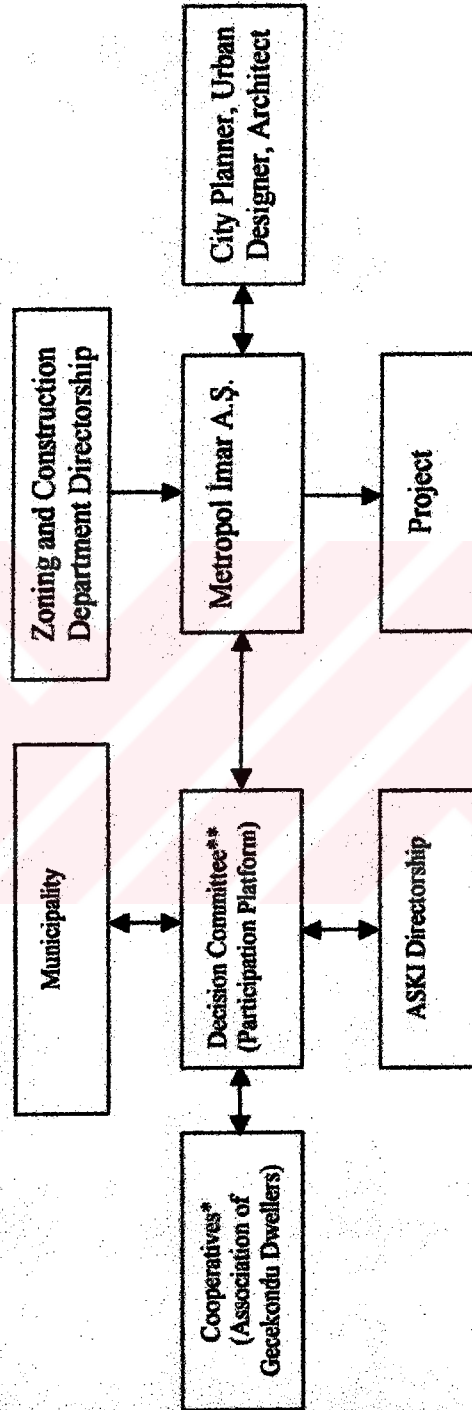 Municipality
Zoning and Construction
Department Directorship
Cooperatives*
(Association of
Gecekondu Dwellers)
Decision Committee**
(Participation Platform)
Metropol İmar A.Ş.
City Planner, Urban
Designer, Architect
ASKI Directorship
Project